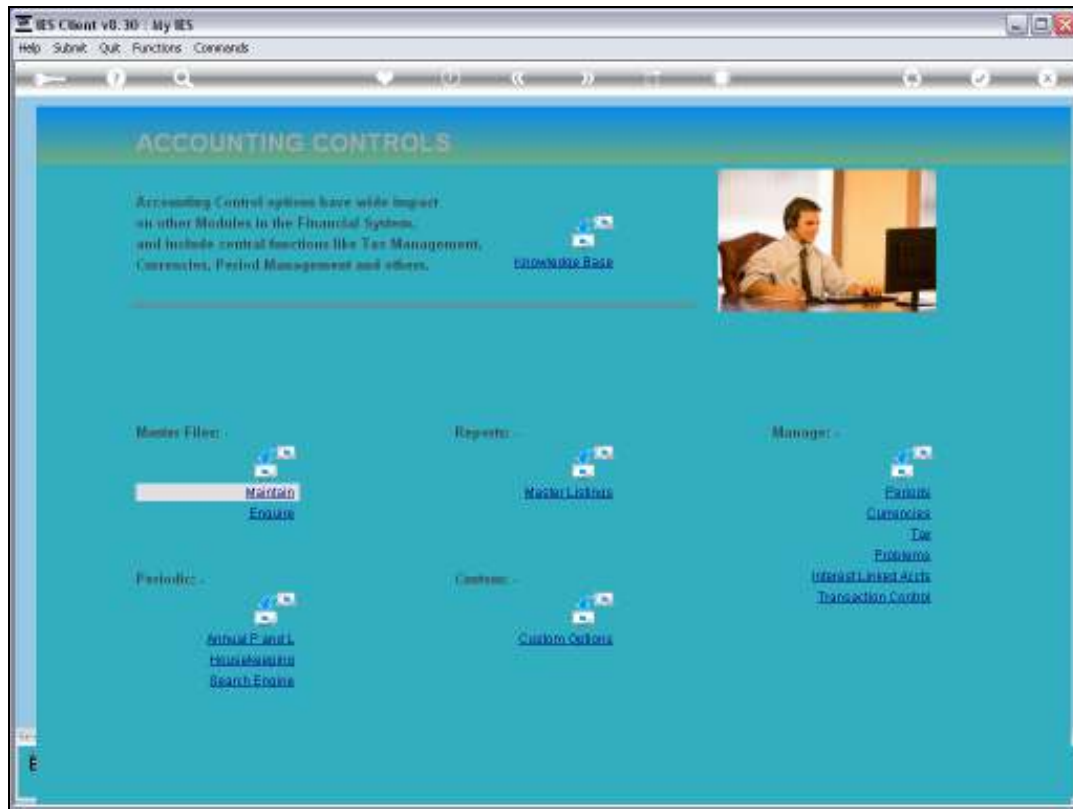 IES Client v8.30 : My IES
Help Submit Quit Functions Commands
ACCOUNTING CONTROLS
Accounting Control options have wide impact
on other Modules in the Financial System,
and include central functions like Tax Management,
Currencies, Period Management and others.
Knowledge Base
Master Files: -
Maintain
Enquire
Reports: -
Master Listings
Manage: -
Periods
Currencies
Tax
Problems
Interest Linked Accts
Transaction Control
Periodic: -
Annual P and L
Housekeeping
Search Engine
Custom: -
Custom Options
E